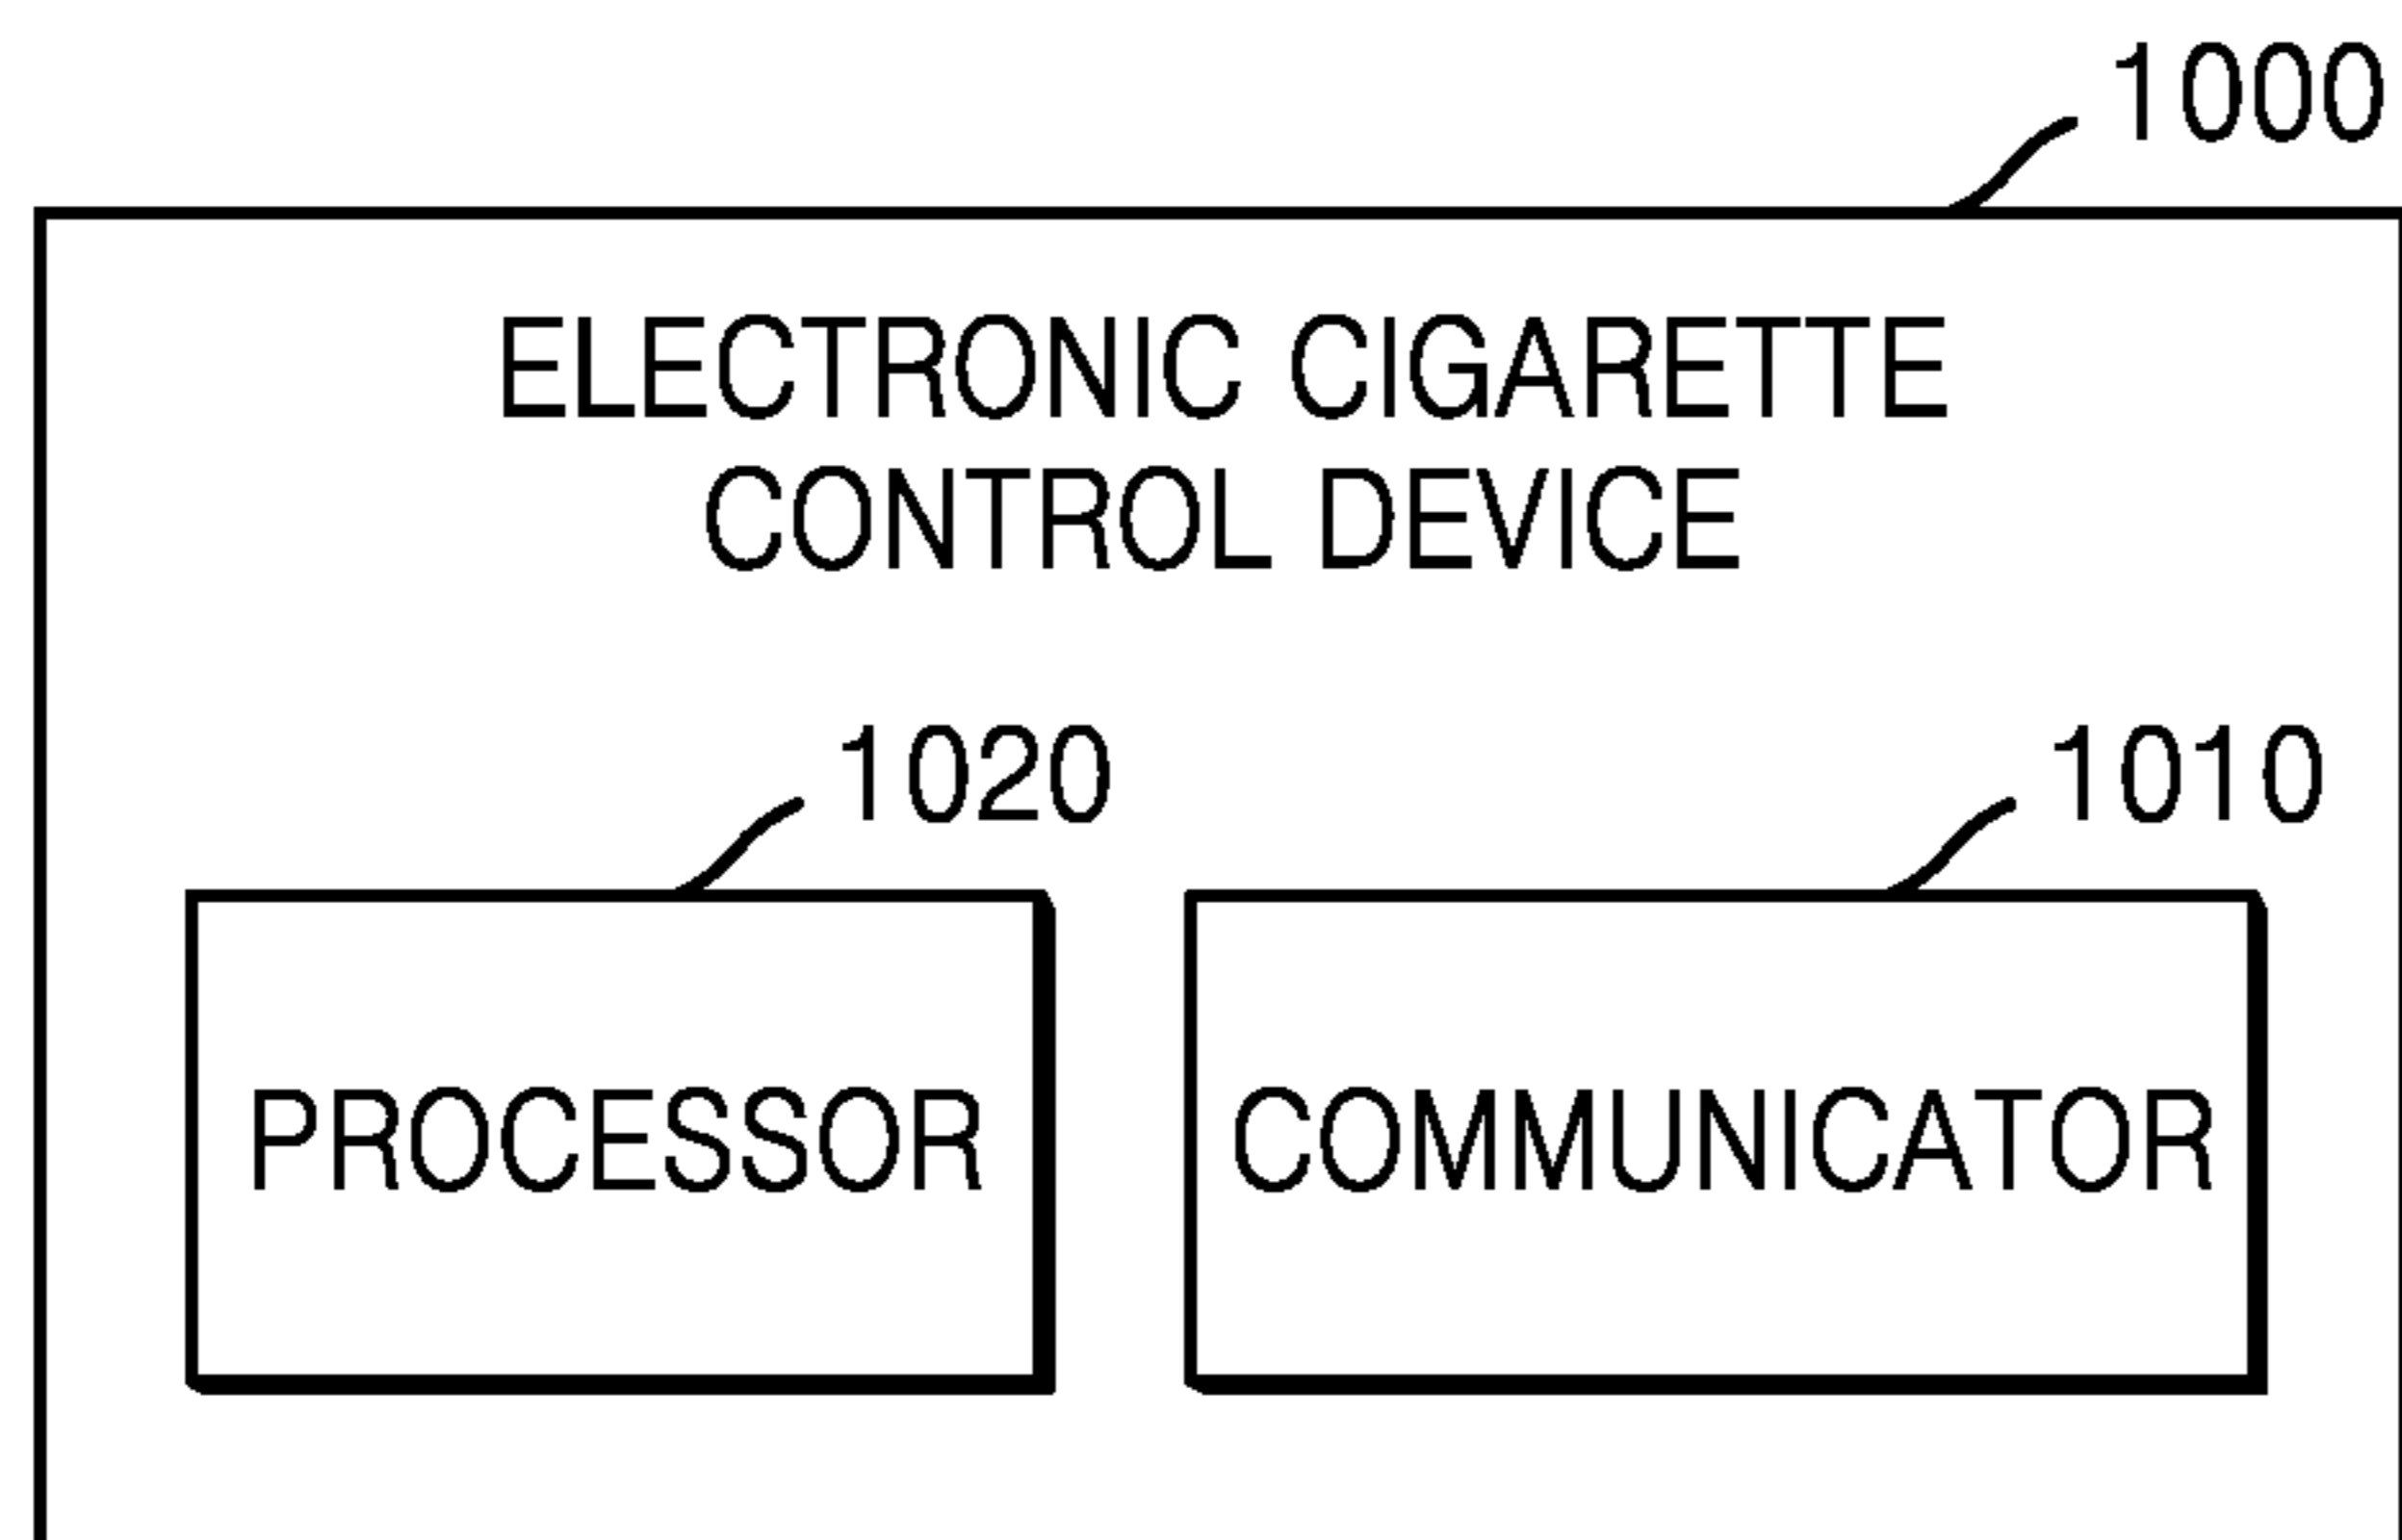 1000
ELECTRONIC CIGARETTE
CONTROL DEVICE
1020
1010
PROCESSOR
COMMUNICATOR